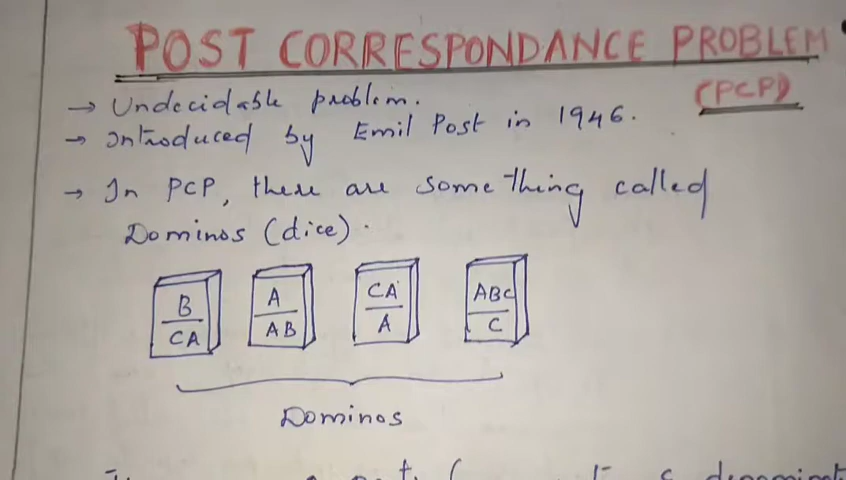 POST CORRESPONDANCE PROBLEM
(PCP)
→ Undecidable problem.
→ Introduced by Emil Post in 1946.
→ In PCP, there are something called
Dominos (dice).
B A CA ABC
CA AB A C
Dominos